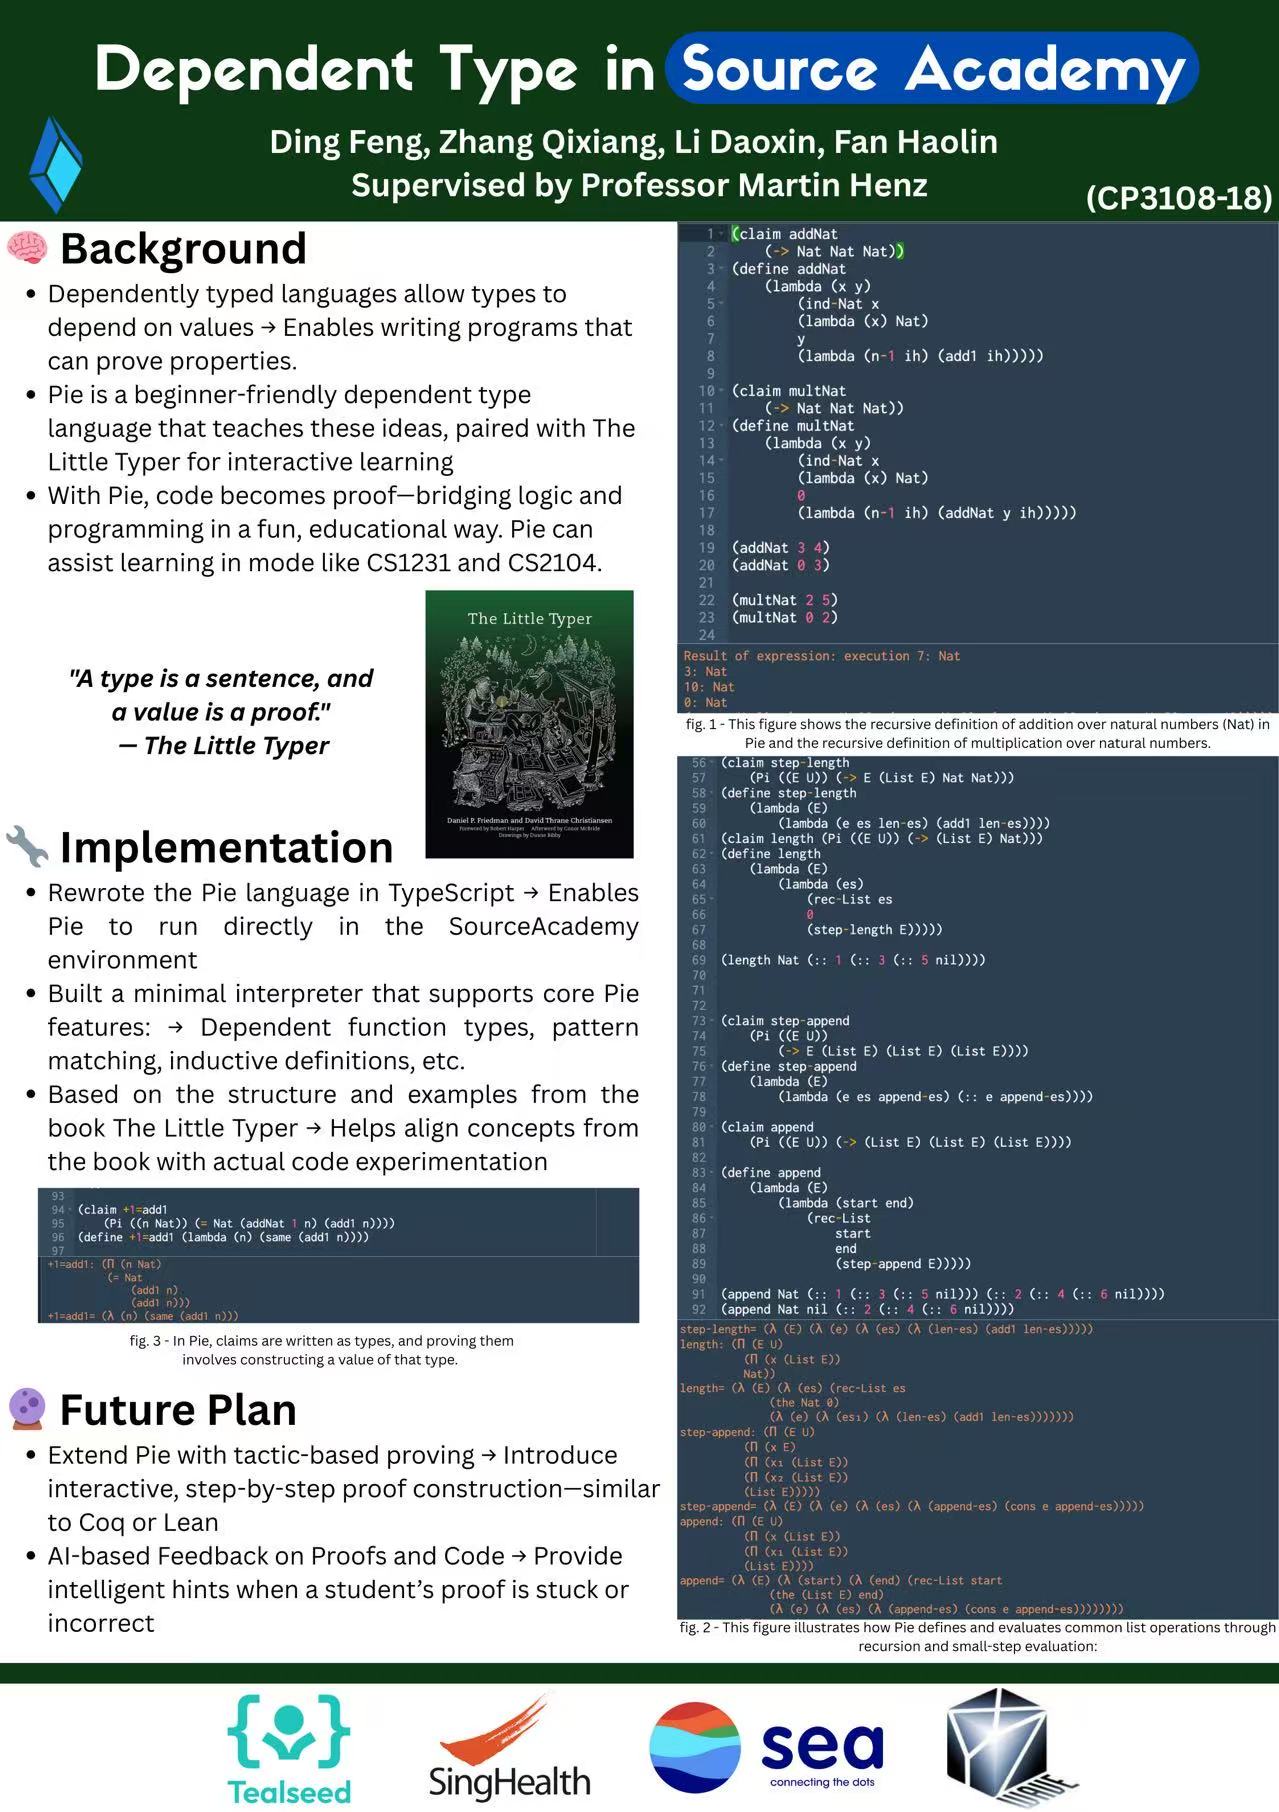 Dependent Type in Source Academy
Ding Feng, Zhang Qixiang, Li Daoxin, Fan Haolin
Supervised by Professor Martin Henz
(CP3108-18)
Background
• Dependently typed languages allow types to
depend on values → Enables writing programs that
can prove properties.
• Pie is a beginner-friendly dependent type
language that teaches these ideas, paired with The
Little Typer for interactive learning
• With Pie, code becomes proof—bridging logic and
programming in a fun, educational way. Pie can
assist learning in mode like CS1231 and CS2104.
"A type is a sentence, and
a value is a proof."
— The Little Typer
The Little Typer
Daniel P. Friedman and David Thrane Christiansen
Foreword by Robert Harper Afterword by Conor McBride
Drawings by Duane Bibby
Implementation
• Rewrote the Pie language in TypeScript → Enables
Pie to run directly in the SourceAcademy
environment
• Built a minimal interpreter that supports core Pie
features: → Dependent function types, pattern
matching, inductive definitions, etc.
• Based on the structure and examples from the
book The Little Typer → Helps align concepts from
the book with actual code experimentation
93
94 (claim +1=add1
95 (Pi ((n Nat)) (= Nat (addNat 1 n) (add1 n))))
96 (define +1=add1 (lambda (n) (same (add1 n))))
97
+1=add1: (Π (n Nat)
(= Nat
(add1 n)
(add1 n)))
+1=add1= (λ (n) (same (add1 n)))
fig. 3 - In Pie, claims are written as types, and proving them
involves constructing a value of that type.
Future Plan
• Extend Pie with tactic-based proving → Introduce
interactive, step-by-step proof construction—similar
to Coq or Lean
• AI-based Feedback on Proofs and Code → Provide
intelligent hints when a student's proof is stuck or
incorrect
1 (claim addNat
2 (-> Nat Nat Nat))
3 (define addNat
4 (lambda (x y)
5 (ind-Nat x
6 (lambda (x) Nat)
7 y
8 (lambda (n-1 ih) (add1 ih)))))
9
10 (claim multNat
11 (-> Nat Nat Nat))
12 (define multNat
13 (lambda (x y)
14 (ind-Nat x
15 (lambda (x) Nat)
16 0
17 (lambda (n-1 ih) (addNat y ih)))))
18
19 (addNat 3 4)
20 (addNat 0 3)
21
22 (multNat 2 5)
23 (multNat 0 2)
24
Result of expression: execution 7: Nat
3: Nat
10: Nat
0: Nat
fig. 1 - This figure shows the recursive definition of addition over natural numbers (Nat) in
Pie and the recursive definition of multiplication over natural numbers.
56 (claim step-length
57 (Pi ((E U)) (-> E (List E) Nat Nat)))
58 (define step-length
59 (lambda (E)
60 (lambda (e es len-es) (add1 len-es))))
61 (claim length (Pi ((E U)) (-> (List E) Nat)))
62 (define length
63 (lambda (E)
64 (lambda (es)
65 (rec-List es
66 0
67 (step-length E)))))
68
69 (length Nat (:: 1 (:: 3 (:: 5 nil))))
70
71
72
73 (claim step-append
74 (Pi ((E U))
75 (-> E (List E) (List E) (List E))))
76 (define step-append
77 (lambda (E)
78 (lambda (e es append-es) (:: e append-es))))
79
80 (claim append
81 (Pi ((E U)) (-> (List E) (List E) (List E))))
82
83 (define append
84 (lambda (E)
85 (lambda (start end)
86 (rec-List
87 start
88 end
89 (step-append E)))))
90
91 (append Nat (:: 1 (:: 3 (:: 5 nil))) (:: 2 (:: 4 (:: 6 nil))))
92 (append Nat nil (:: 2 (:: 4 (:: 6 nil))))
step-length= (λ (E) (λ (e) (λ (es) (λ (len-es) (add1 len-es)))))
length: (Π (E U)
(Π (x (List E))
Nat))
length= (λ (E) (λ (es) (rec-List es
(the Nat 0)
(λ (e) (λ (es₁) (λ (len-es) (add1 len-es)))))))
step-append: (Π (E U)
(Π (x E)
(Π (x₁ (List E))
(Π (x₂ (List E))
(List E)))))
step-append= (λ (E) (λ (e) (λ (es) (λ (append-es) (cons e append-es)))))
append: (Π (E U)
(Π (x (List E))
(Π (x₁ (List E))
(List E))))
append= (λ (E) (λ (start) (λ (end) (rec-List start
(the (List E) end)
(λ (e) (λ (es) (λ (append-es) (cons e append-es))))))))
fig. 2 - This figure illustrates how Pie defines and evaluates common list operations through
recursion and small-step evaluation:
Tealseed
SingHealth
sea
connecting the dots